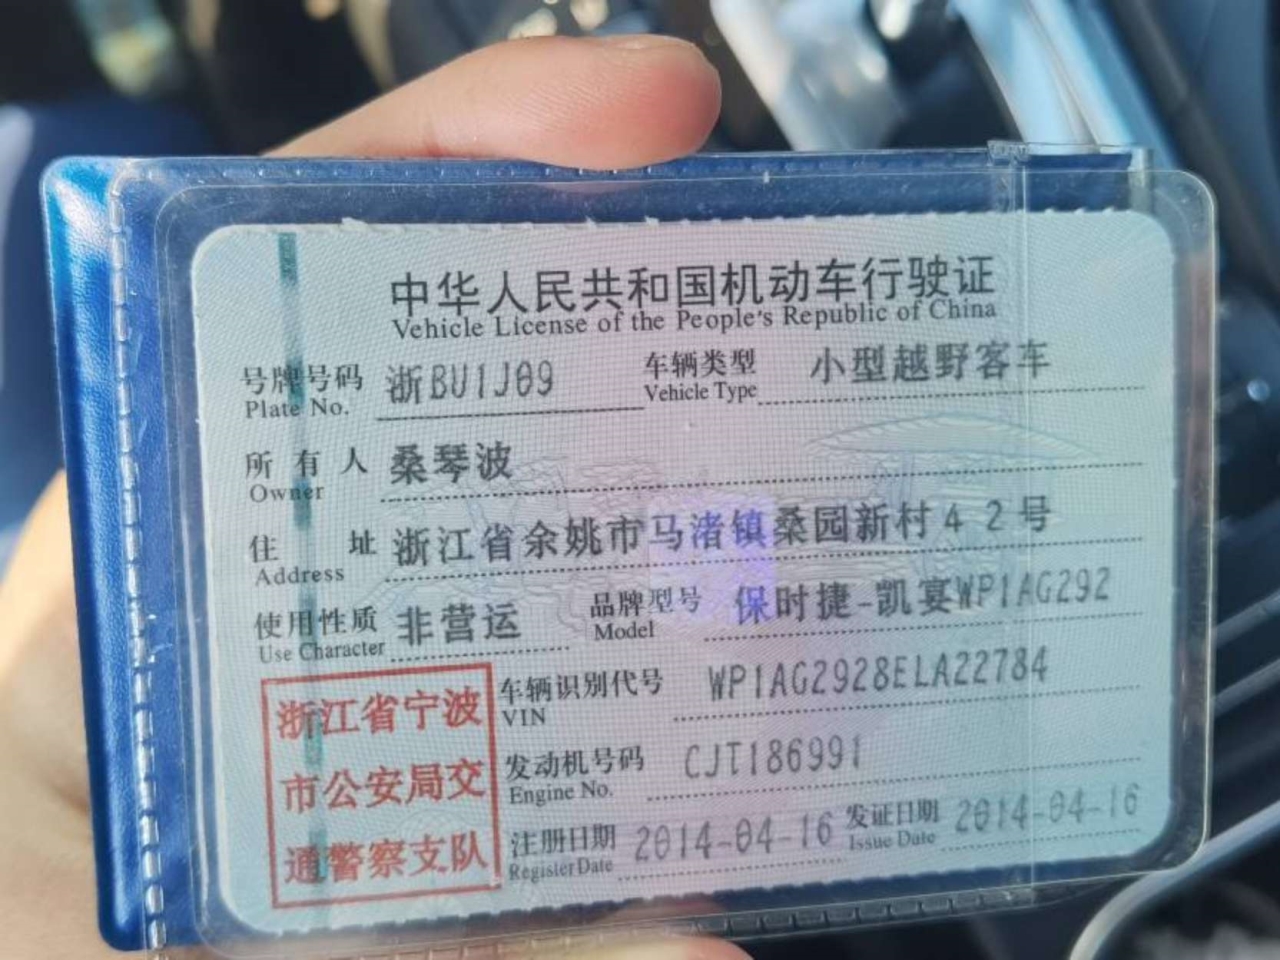 中华人民共和国机动车行驶证
Vehicle License of the People's Republic of China
号牌号码 浙BU1J09 车辆类型 小型越野客车
Plate No. Vehicle Type
所有人 桑琴波
Owner
住址 浙江省余姚市马渚镇桑园新村42号
Address
使用性质 非营运 品牌型号 保时捷-凯宴WP1AG292
Use Character Model
浙江省宁波
市公安局交
通警察支队
车辆识别代号 WP1AG2928ELA22784
VIN
发动机号码 CJT186991
Engine No.
注册日期 2014-04-16 发证日期 2014-04-16
Register Date Issue Date